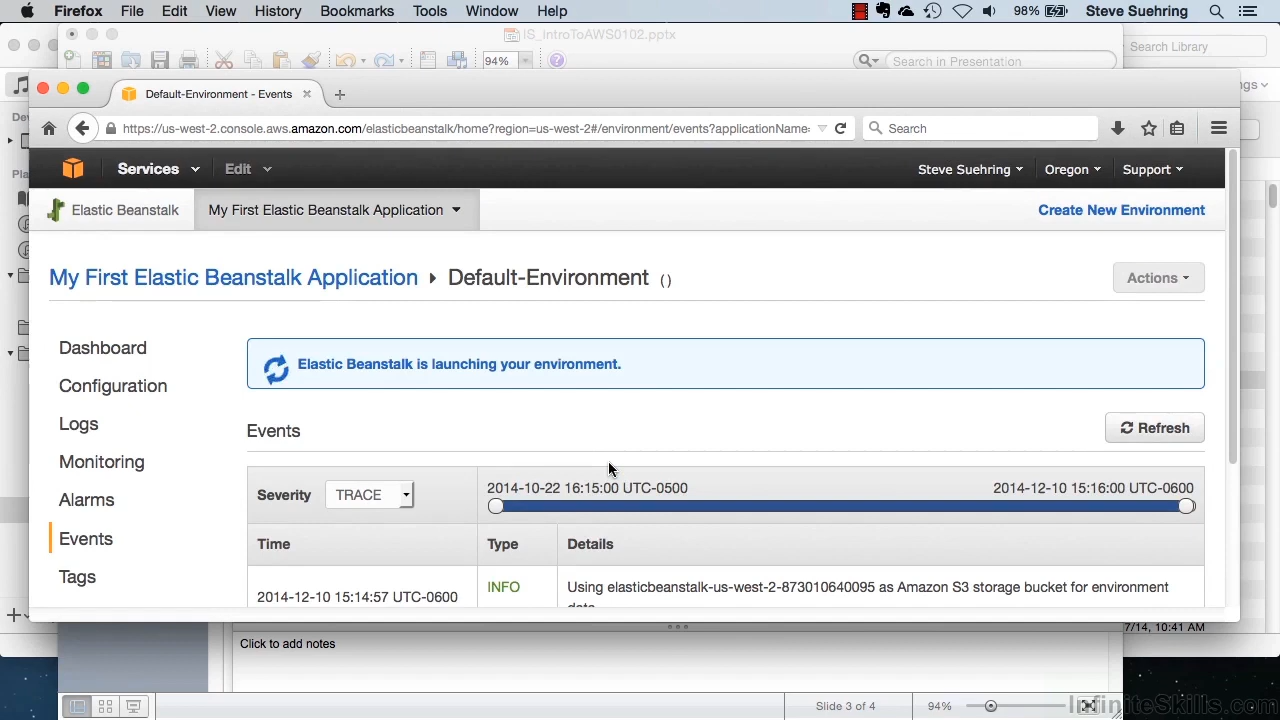 Firefox File Edit View History Bookmarks Tools Window Help 98% Steve Suehring
IS_IntroToAWS0102.pptx
94% Search in Presentation
Search Library
Default-Environment - Events
https://us-west-2.console.aws.amazon.com/elasticbeanstalk/home?region=us-west-2#/environment/events?applicationName= Search
Services Edit Steve Suehring Oregon Support
Elastic Beanstalk My First Elastic Beanstalk Application Create New Environment
My First Elastic Beanstalk Application Default-Environment () Actions
Dashboard
Configuration
Logs
Monitoring
Alarms
Events
Tags
Elastic Beanstalk is launching your environment.
Events Refresh
Severity TRACE 2014-10-22 16:15:00 UTC-0500 2014-12-10 15:16:00 UTC-0600
Time Type Details
2014-12-10 15:14:57 UTC-0600 INFO Using elasticbeanstalk-us-west-2-873010640095 as Amazon S3 storage bucket for environment
7/14, 10:41 AM
Click to add notes
Slide 3 of 4 94%
InfiniteSkills.com